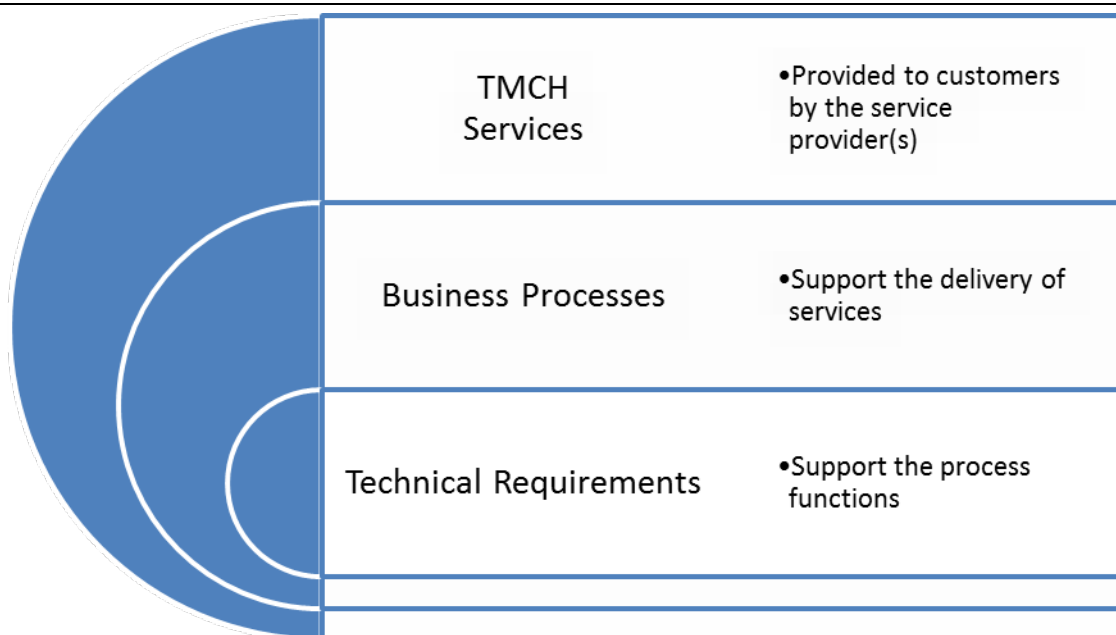 TMCH
Services
•Provided to customers
by the service
provider(s)
Business Processes
•Support the delivery of
services
Technical Requirements
•Support the process
functions